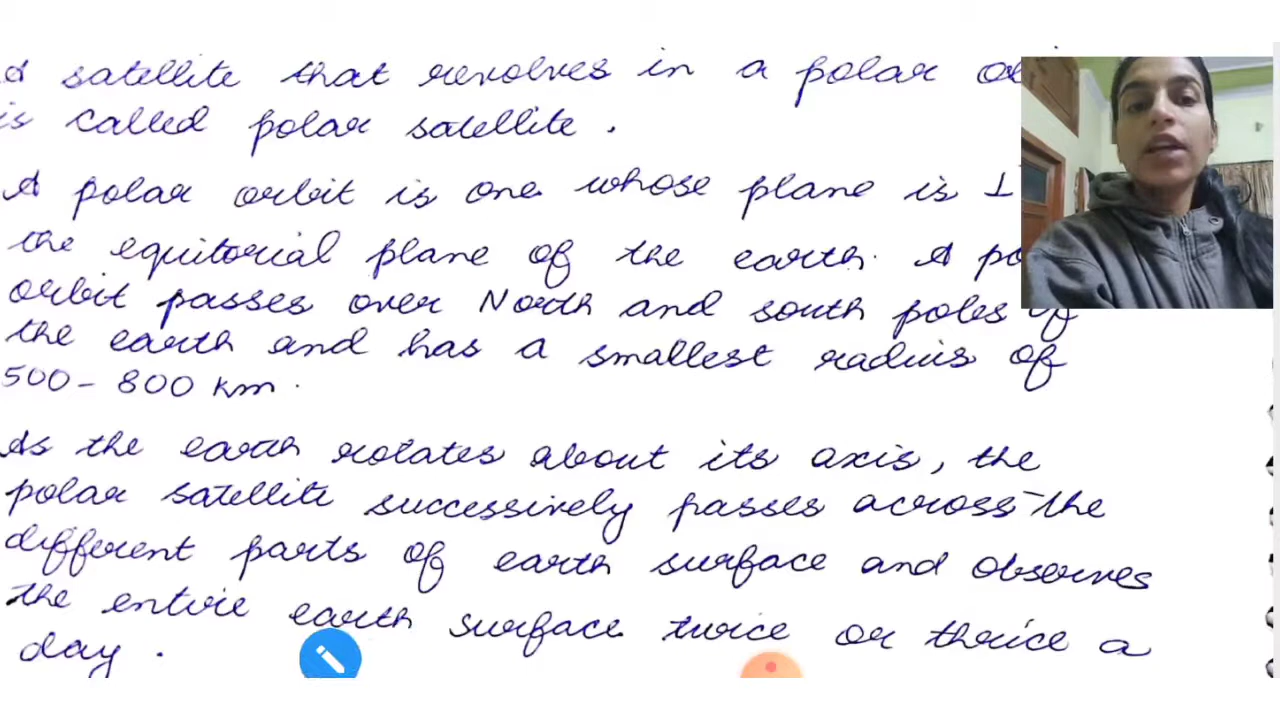 A satellite that revolves in a polar
is called polar satellite.
A polar orbit is one whose plane is ⊥
the equitorial plane of the earth. A
orbit passes over North and south poles of
the earth and has a smallest radius of
500 - 800 km.
As the earth rotates about its axis, the
polar satellite successively passes across the
different parts of earth surface and observes
the entire earth surface twice or thrice a
day.